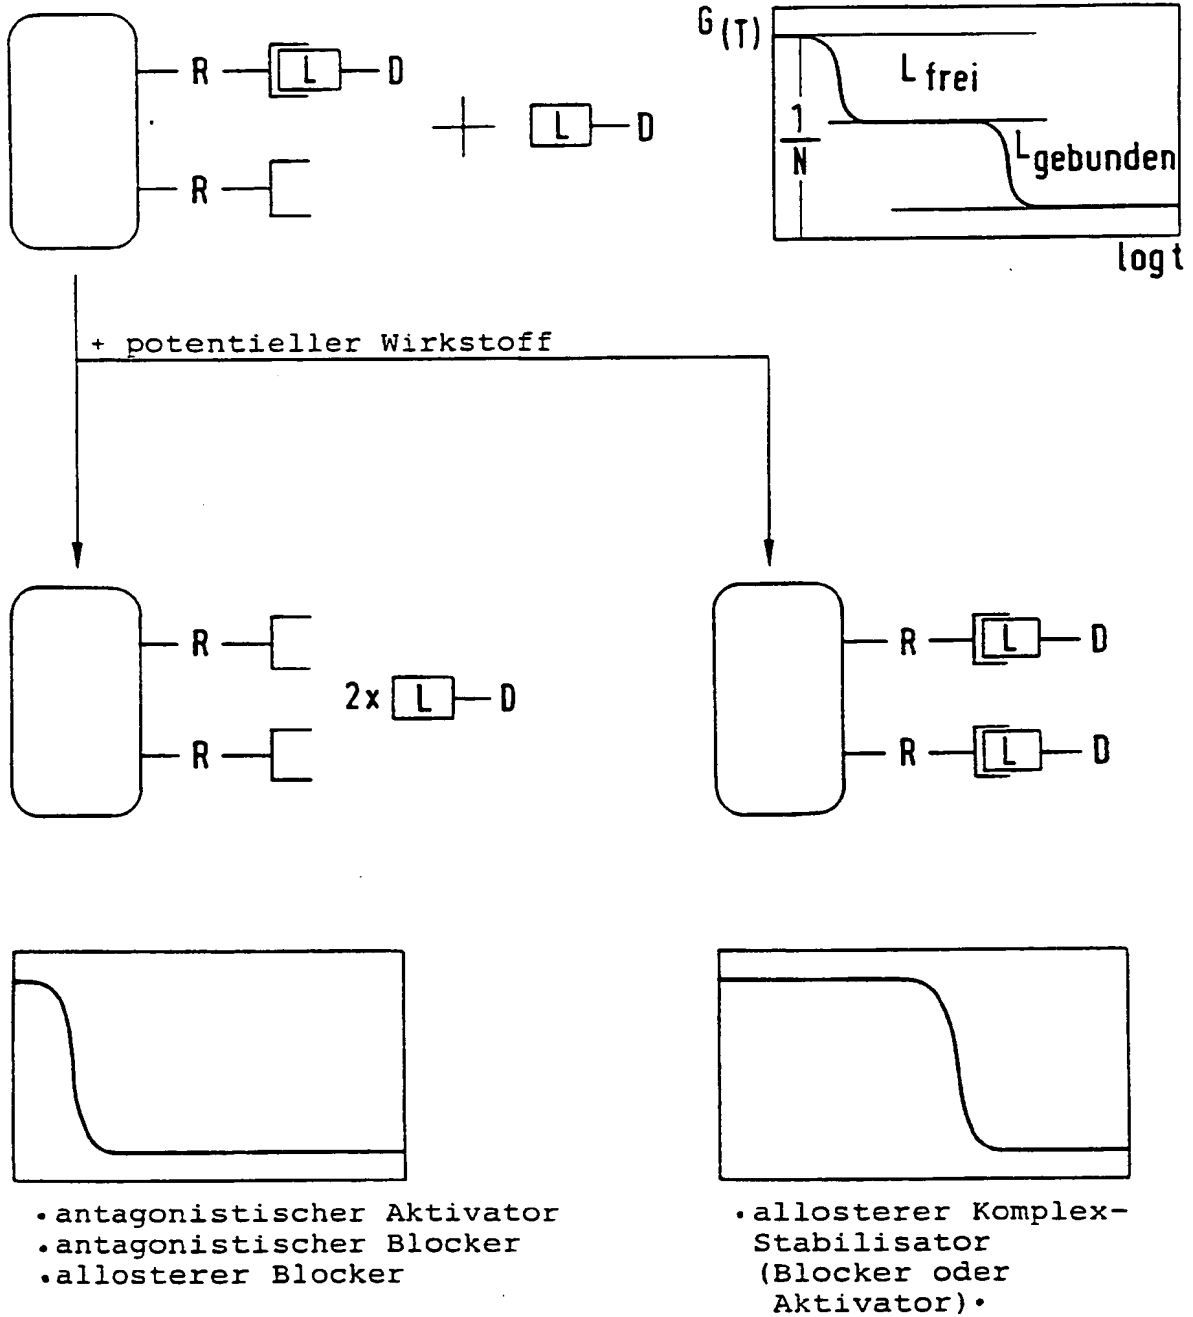 R L D
L D
R
G(T)
L frei
1
N
L gebunden
log t
+ potentieller Wirkstoff
R
2x L D
R
R L D
R L D
• antagonistischer Aktivator
• antagonistischer Blocker
• allosterer Blocker
• allosterer Komplex-
Stabilisator
(Blocker oder
Aktivator) •